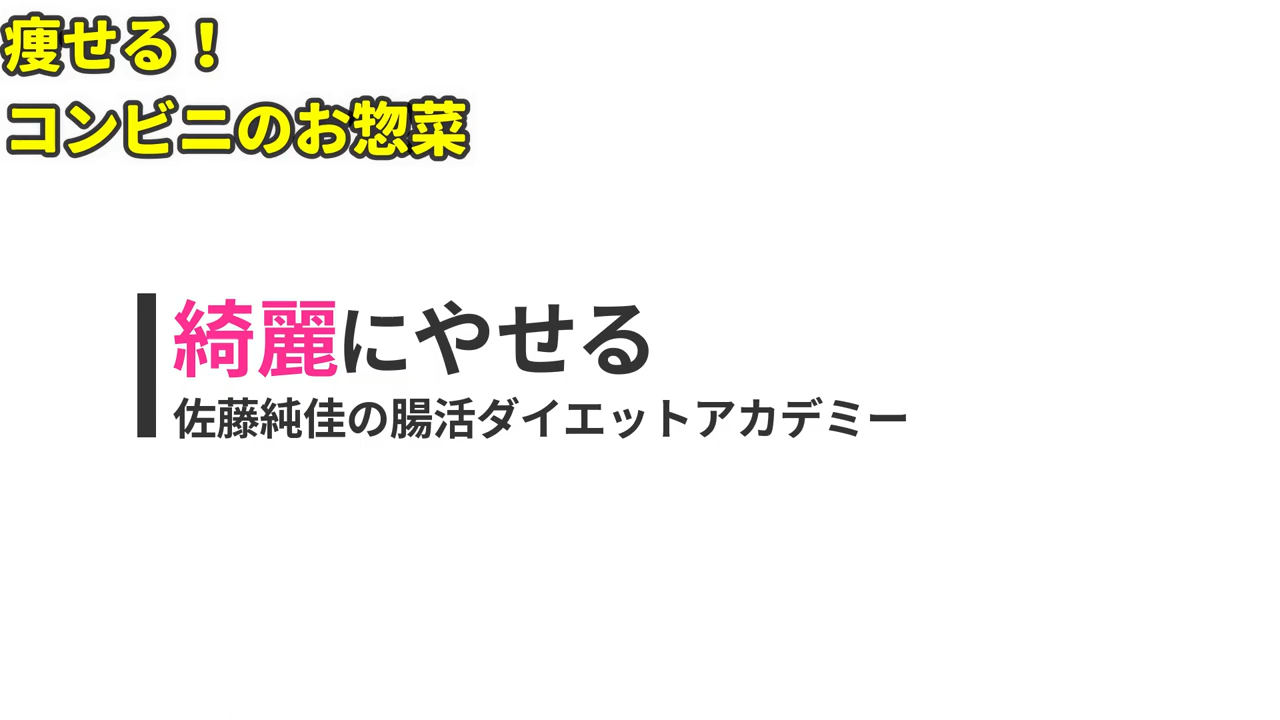 痩せる！
コンビニのお惣菜
綺麗にやせる
佐藤純佳の腸活ダイエットアカデミー